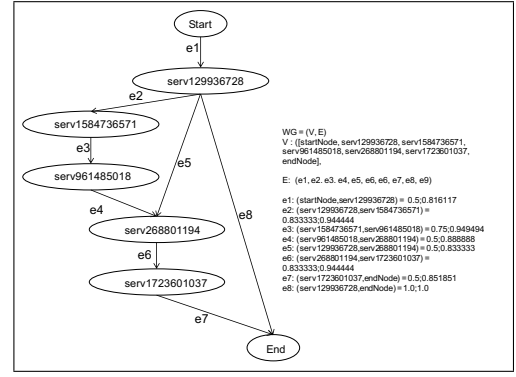 Start
e1
serv129936728
e2
serv1584736571
e3
e5
serv961485018
e4
e8
serv268801194
e6
serv1723601037
e7
End
WG = (V, E)
V : ([startNode, serv129936728, serv1584736571,
serv961485018, serv268801194, serv1723601037,
endNode],
E: (e1, e2. e3. e4, e5, e6, e6, e7, e8, e9)
e1: (startNode,serv129936728) = 0.5;0.816117
e2: (serv129936728,serv1584736571) =
0.833333;0.944444
e3: (serv1584736571,serv961485018) = 0.75;0.949494
e4: (serv961485018,serv268801194) = 0.5;0.888888
e5: (serv129936728,serv268801194) = 0.5;0.833333
e6: (serv268801194,serv1723601037) =
0.833333;0.944444
e7: (serv1723601037,endNode) = 0.5;0.851851
e8: (serv129936728,endNode) = 1.0;1.0